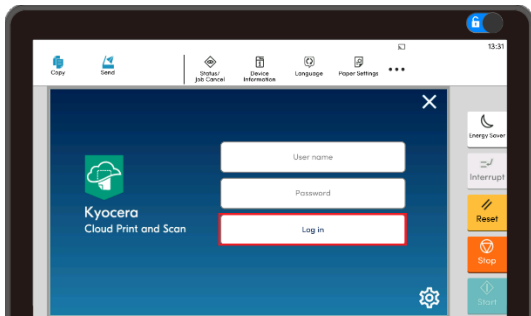 13:31
Copy
Send
Status/
Job Cancel
Device
Information
Language
Paper Settings
Energy Saver
Interrupt
Reset
Stop
Start
Kyocera
Cloud Print and Scan
User name
Password
Log in